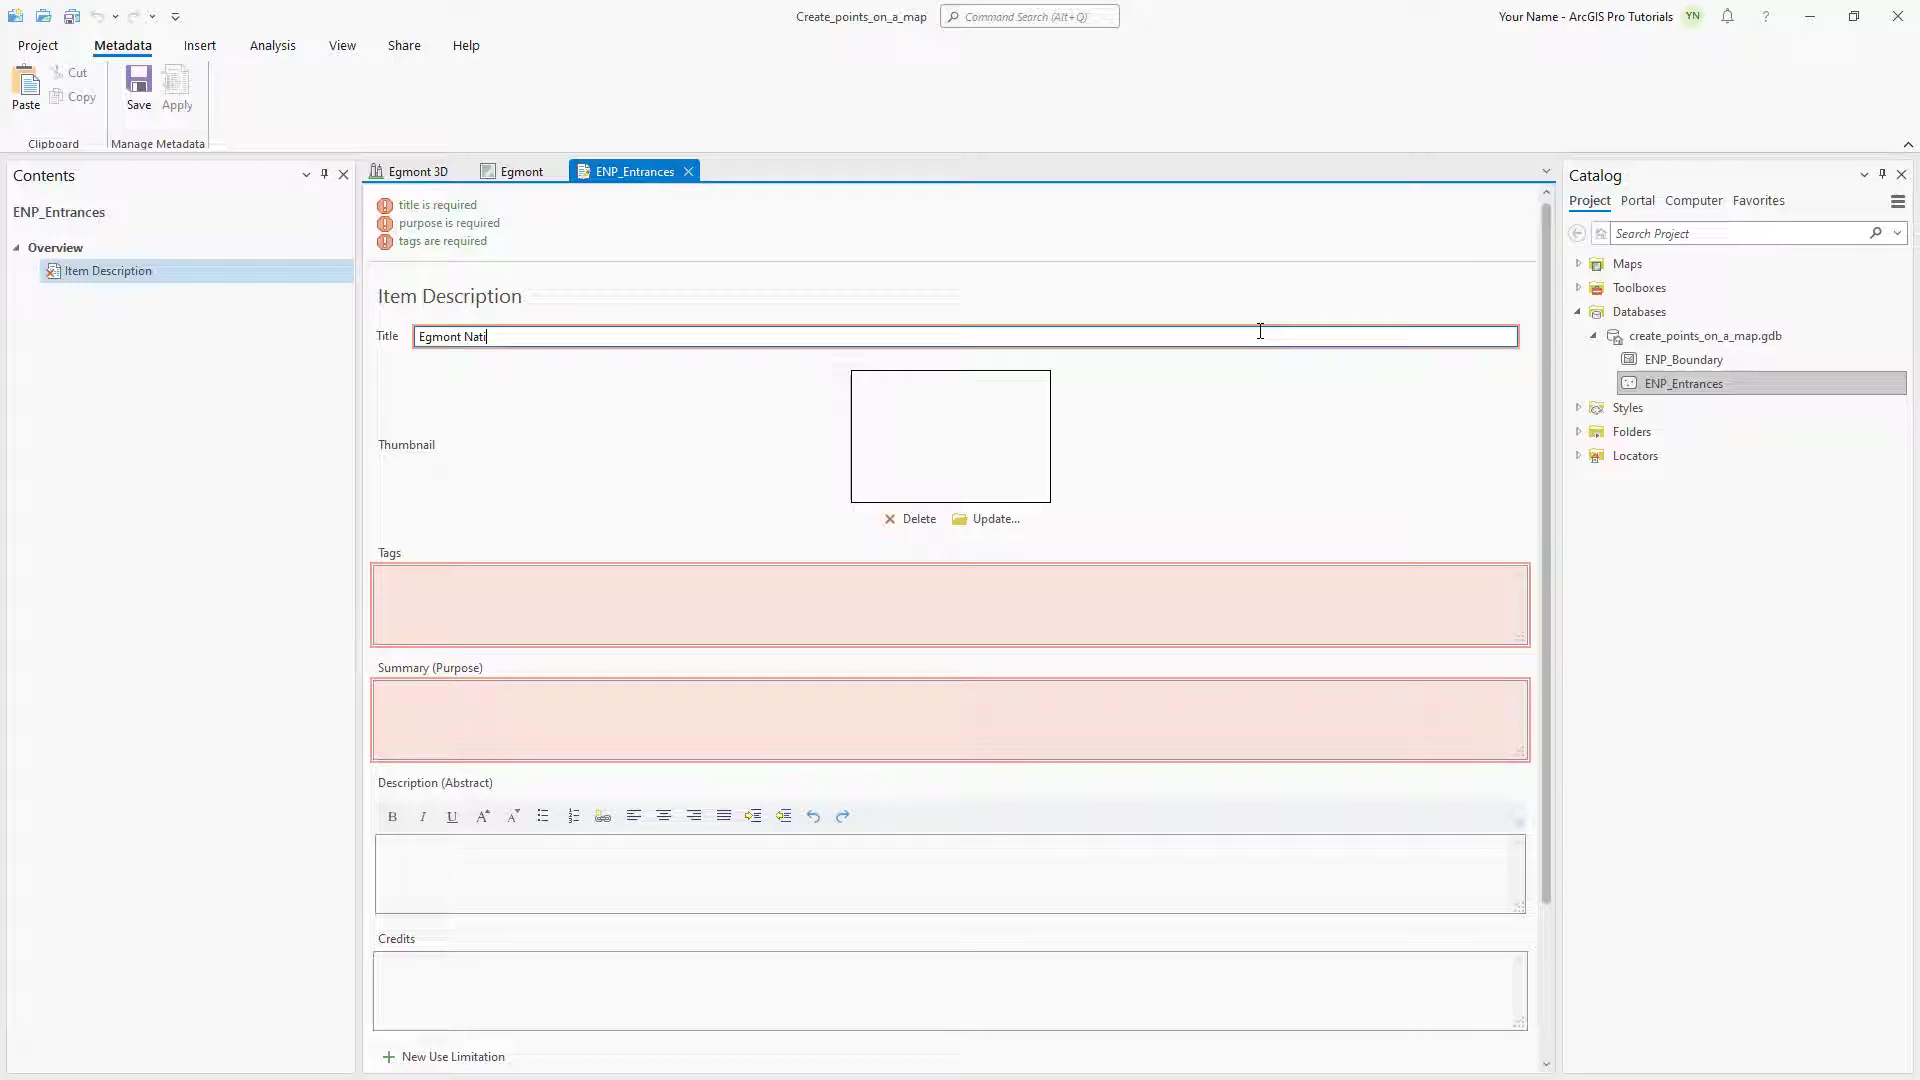 Create_points_on_a_map
Command Search (Alt+Q)
Your Name - ArcGIS Pro Tutorials
YN
?
Project
Metadata
Insert
Analysis
View
Share
Help
Paste
Cut
Copy
Save
Apply
Clipboard
Manage Metadata
Contents
ENP_Entrances
Overview
Item Description
Egmont 3D
Egmont
ENP_Entrances
title is required
purpose is required
tags are required
Item Description
Title
Egmont Nati
Thumbnail
Delete
Update...
Tags
Summary (Purpose)
Description (Abstract)
B I U A A
Credits
New Use Limitation
Catalog
Project
Portal
Computer
Favorites
Search Project
Maps
Toolboxes
Databases
create_points_on_a_map.gdb
ENP_Boundary
ENP_Entrances
Styles
Folders
Locators